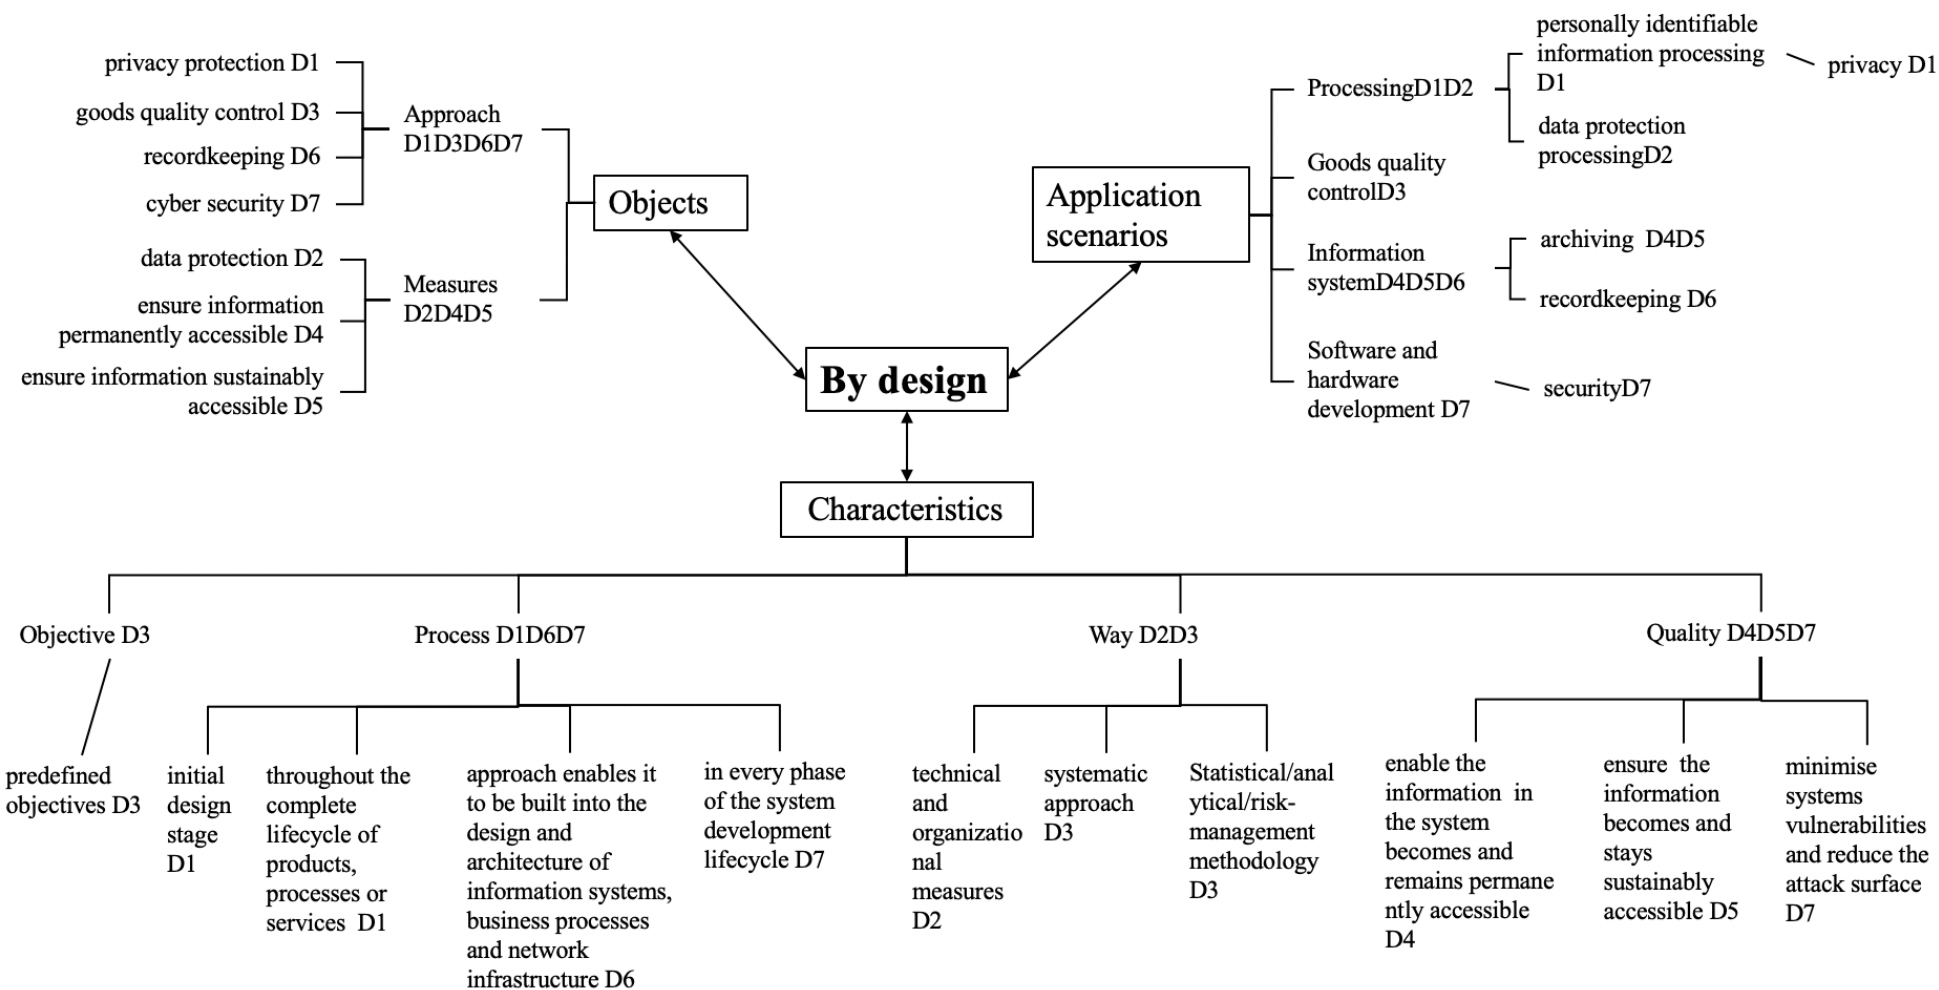 privacy protection D1
goods quality control D3
recordkeeping D6
cyber security D7
Approach
D1D3D6D7
data protection D2
ensure information
permanently accessible D4
ensure information sustainably
accessible D5
Measures
D2D4D5
Objects
Application
scenarios
ProcessingD1D2
personally identifiable
information processing
D1
privacy D1
data protection
processingD2
Goods quality
controlD3
Information
systemD4D5D6
archiving D4D5
recordkeeping D6
Software and
hardware
development D7
securityD7
By design
Characteristics
Objective D3
predefined
objectives D3
Process D1D6D7
initial
design
stage
D1
throughout the
complete
lifecycle of
products,
processes or
services D1
approach enables it
to be built into the
design and
architecture of
information systems,
business processes
and network
infrastructure D6
in every phase
of the system
development
lifecycle D7
Way D2D3
technical
and
organizatio
nal
measures
D2
systematic
approach
D3
Statistical/anal
ytical/risk-
management
methodology
D3
Quality D4D5D7
enable the
information in
the system
becomes and
remains permane
ntly accessible
D4
ensure the
information
becomes and
stays
sustainably
accessible D5
minimise
systems
vulnerabilities
and reduce the
attack surface
D7